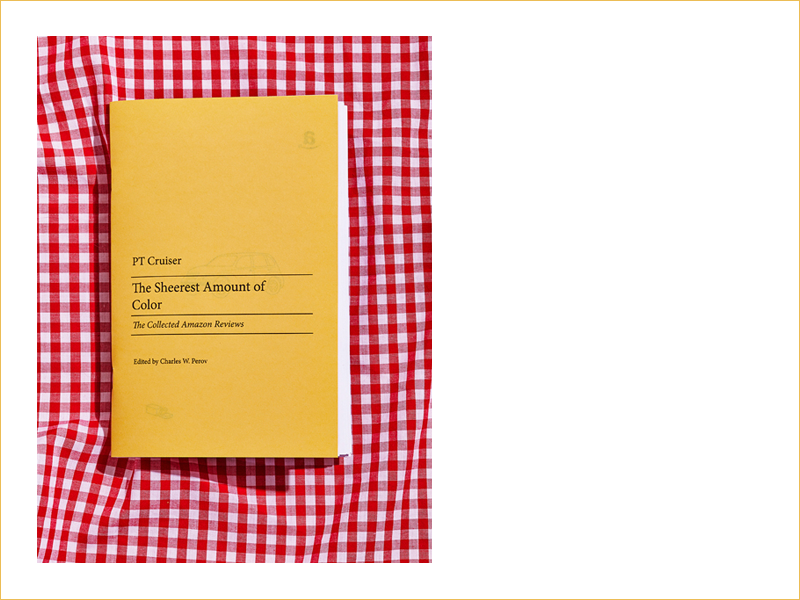 PT Cruiser
The Sheerest Amount of
Color
The Collected Amazon Reviews
Edited by Charles W. Perov